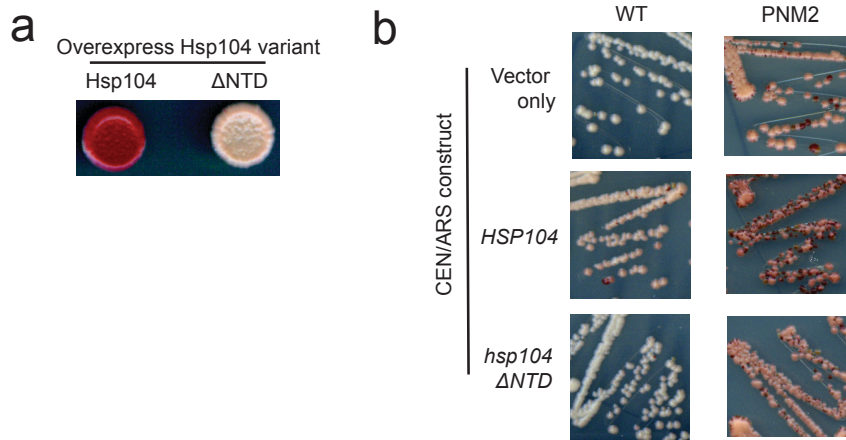 a
Overexpress Hsp104 variant
Hsp104 ΔNTD
b
WT PNM2
CEN/ARS construct
Vector
only
HSP104
hsp104
ΔNTD